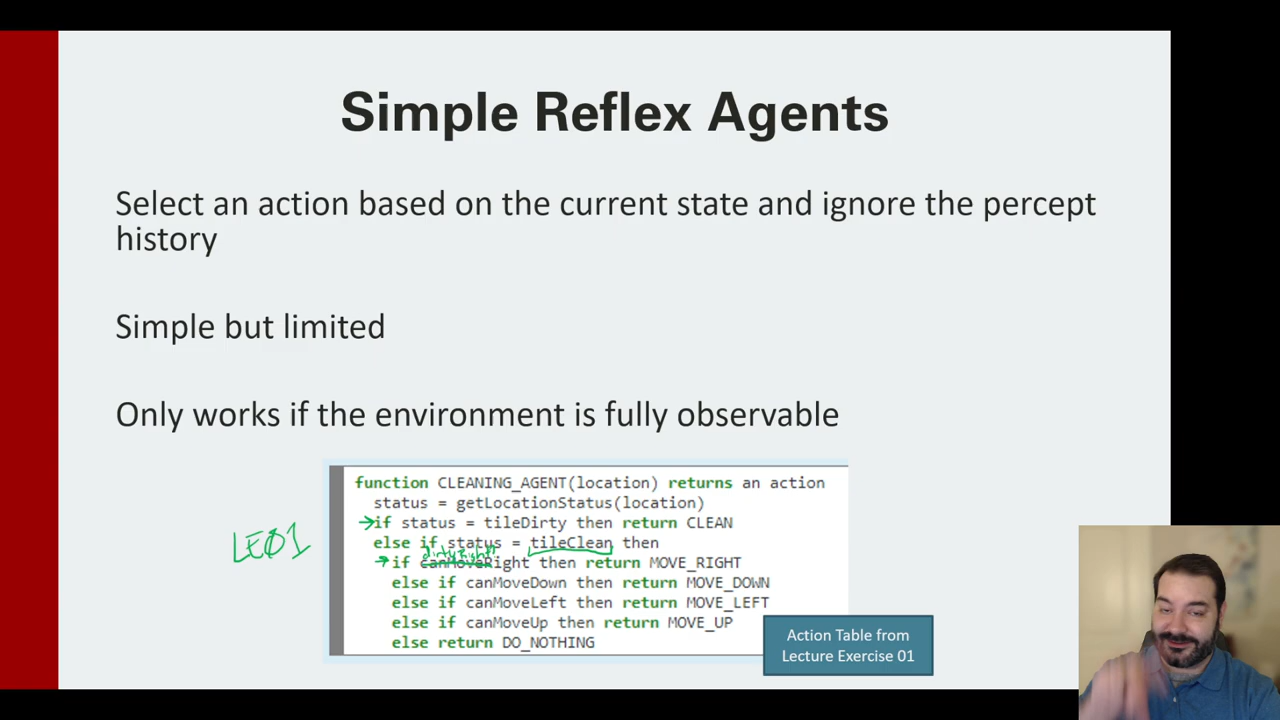 Simple Reflex Agents
Select an action based on the current state and ignore the percept
history
Simple but limited
Only works if the environment is fully observable
function CLEANING_AGENT(location) returns an action
status = getLocationStatus(location)
if status = tileDirty then return CLEAN
else if status = tileClean then
dirtyRight
if canMoveRight then return MOVE_RIGHT
else if canMoveDown then return MOVE_DOWN
else if canMoveLeft then return MOVE_LEFT
else if canMoveUp then return MOVE_UP
else return DO_NOTHING
LE01
Action Table from
Lecture Exercise 01